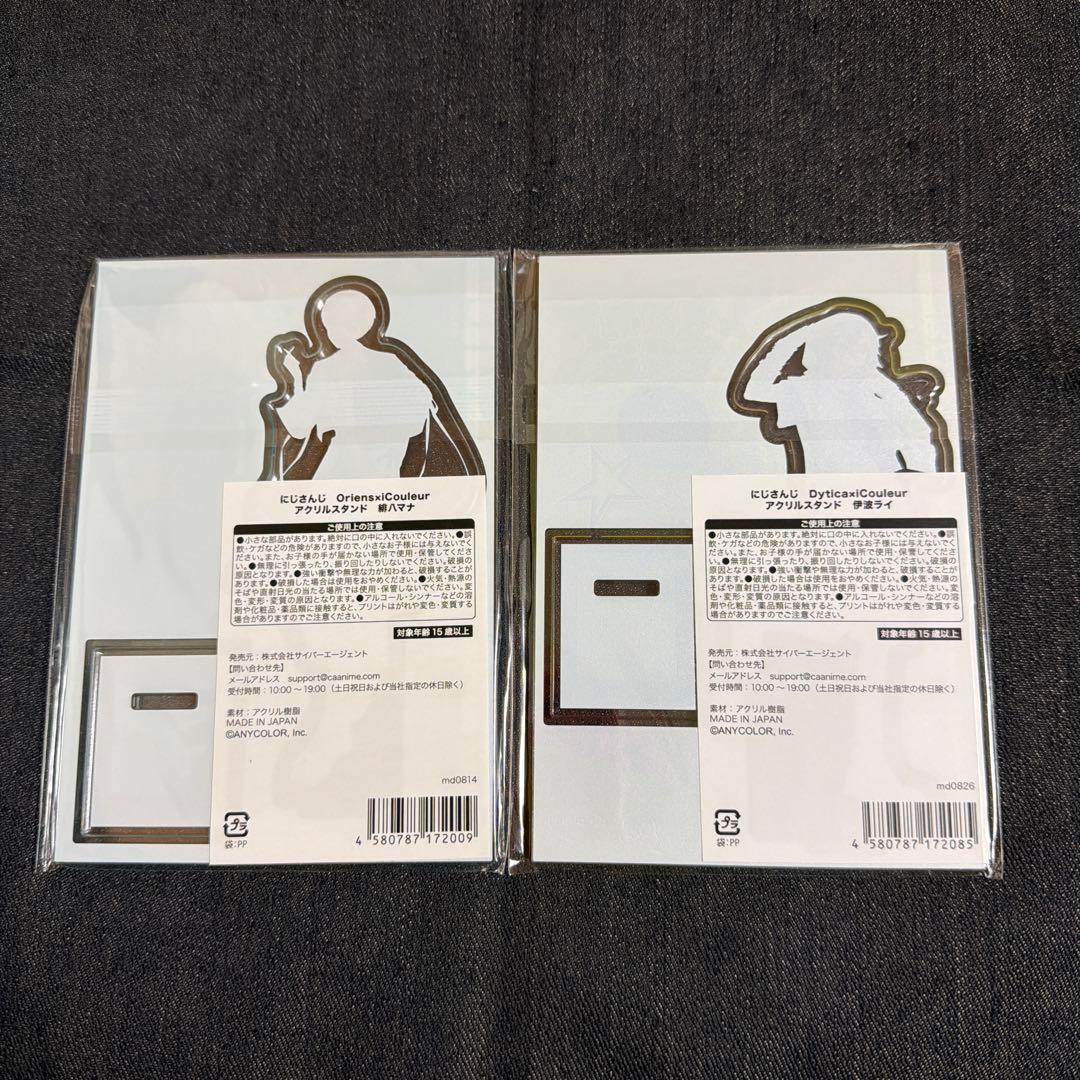 にじさんじ　Oriens×iCouleur
アクリルスタンド　緋八マナ
ご使用上の注意
●小さな部品があります。絶対に口の中に入れないでください。●誤
飲・ケガなどの危険がありますので、小さなお子様には与えないでく
ださい。また、お子様の手が届かない場所で使用・保管してくださ
い。●無理に引っ張ったり、振り回したりしないでください。破損の
原因となります。●強い衝撃や無理な力が加わると、破損することが
あります。●破損した場合は使用をおやめください。●火気・熱源の
そばや直射日光の当たる場所では使用・保管しないでください。変
色・変形・変質の原因となります。●アルコール・シンナーなどの溶
剤や化粧品・薬品類に接触すると、プリントはがれや変色・変質する
場合がありますのでご注意ください。
対象年齢15歳以上
発売元：株式会社サイバーエージェント
【問い合わせ先】
メールアドレス　support@caanime.com
受付時間：10:00～19:00（土日祝日および当社指定の休日除く）
素材：アクリル樹脂
MADE IN JAPAN
©ANYCOLOR, Inc.
md0814
プラ
袋:PP
4 580787 172009
にじさんじ　Dytica×iCouleur
アクリルスタンド　伊波ライ
ご使用上の注意
●小さな部品があります。絶対に口の中に入れないでください。●誤
飲・ケガなどの危険がありますので、小さなお子様には与えないでく
ださい。また、お子様の手が届かない場所で使用・保管してくださ
い。●無理に引っ張ったり、振り回したりしないでください。破損の
原因となります。●強い衝撃や無理な力が加わると、破損することが
あります。●破損した場合は使用をおやめください。●火気・熱源の
そばや直射日光の当たる場所では使用・保管しないでください。変
色・変形・変質の原因となります。●アルコール・シンナーなどの溶
剤や化粧品・薬品類に接触すると、プリントはがれや変色・変質する
場合がありますのでご注意ください。
対象年齢15歳以上
発売元：株式会社サイバーエージェント
【問い合わせ先】
メールアドレス　support@caanime.com
受付時間：10:00～19:00（土日祝日および当社指定の休日除く）
素材：アクリル樹脂
MADE IN JAPAN
©ANYCOLOR, Inc.
md0826
プラ
袋:PP
4 580787 172085